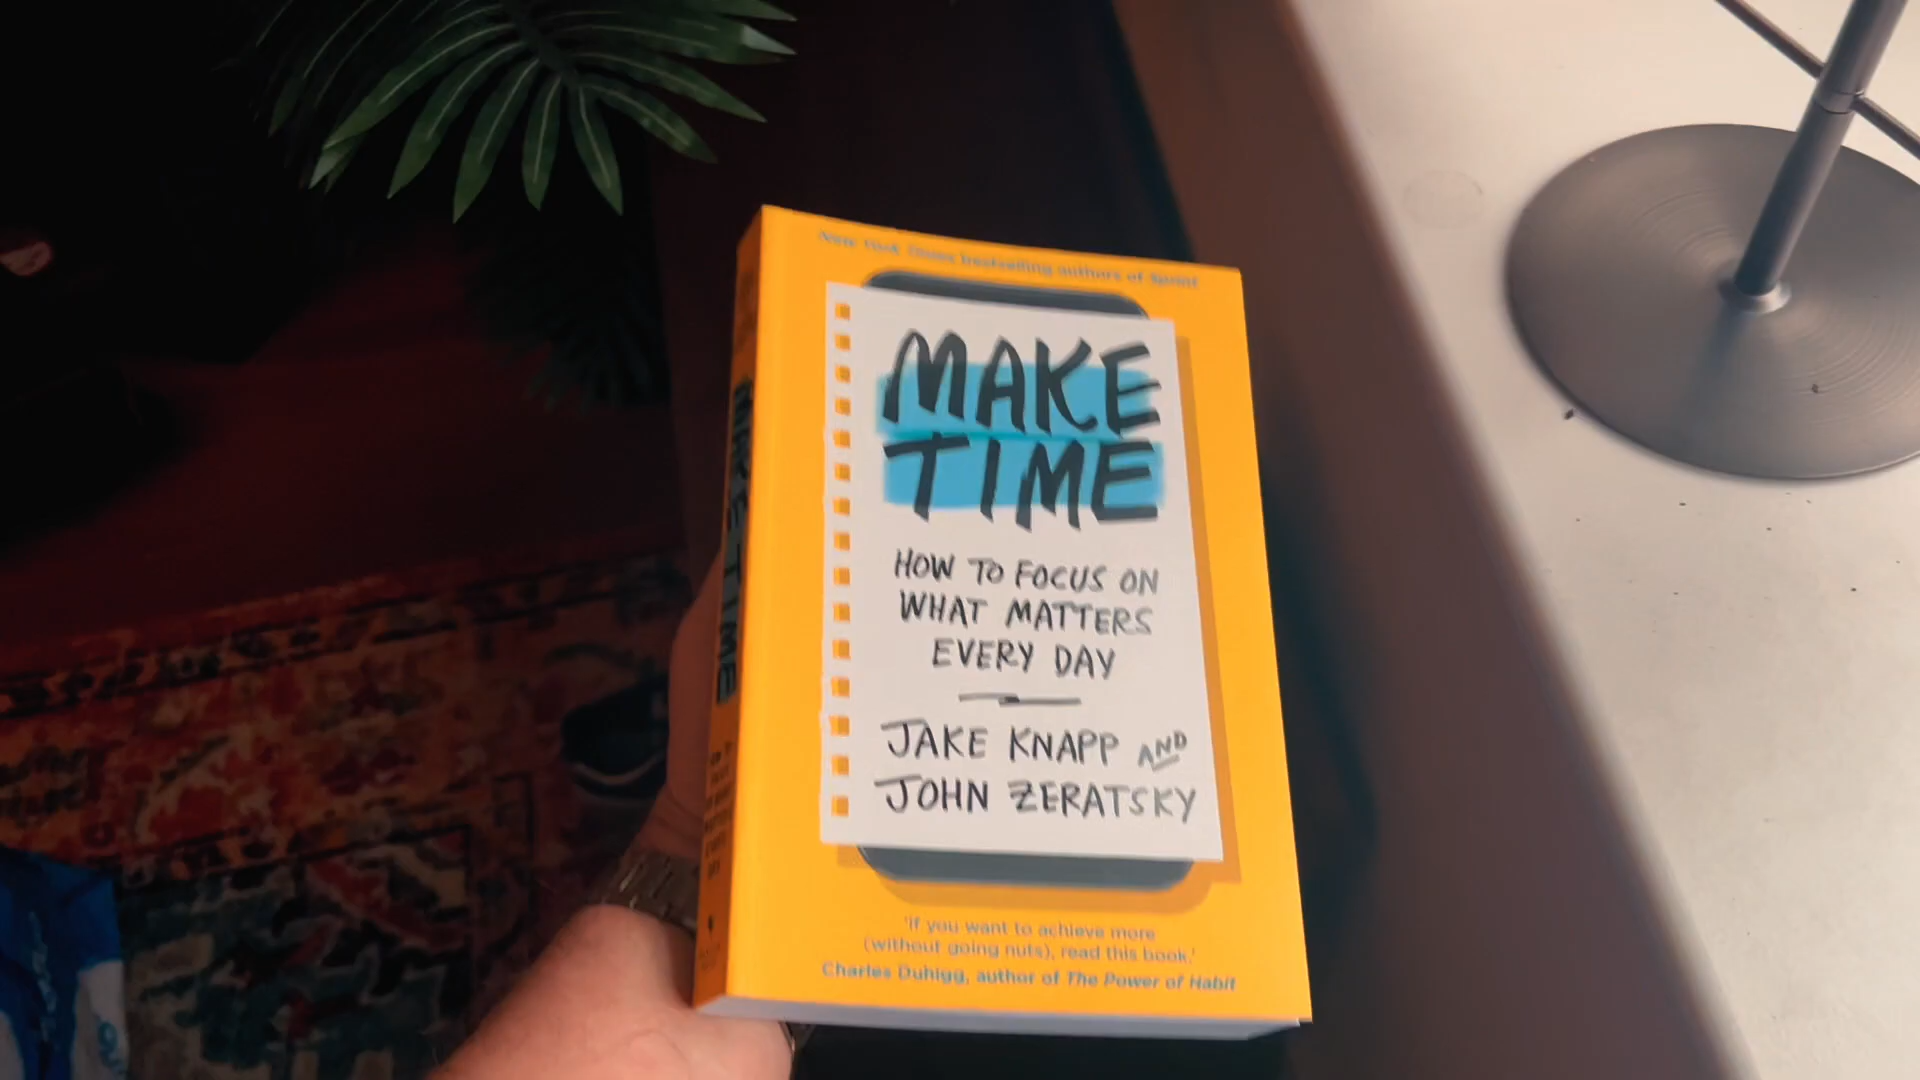 New York Times bestselling authors of Sprint
MAKE
TIME
HOW TO FOCUS ON
WHAT MATTERS
EVERY DAY
JAKE KNAPP AND
JOHN ZERATSKY
'If you want to achieve more
(without going nuts), read this book.'
Charles Duhigg, author of The Power of Habit
MAKE TIME